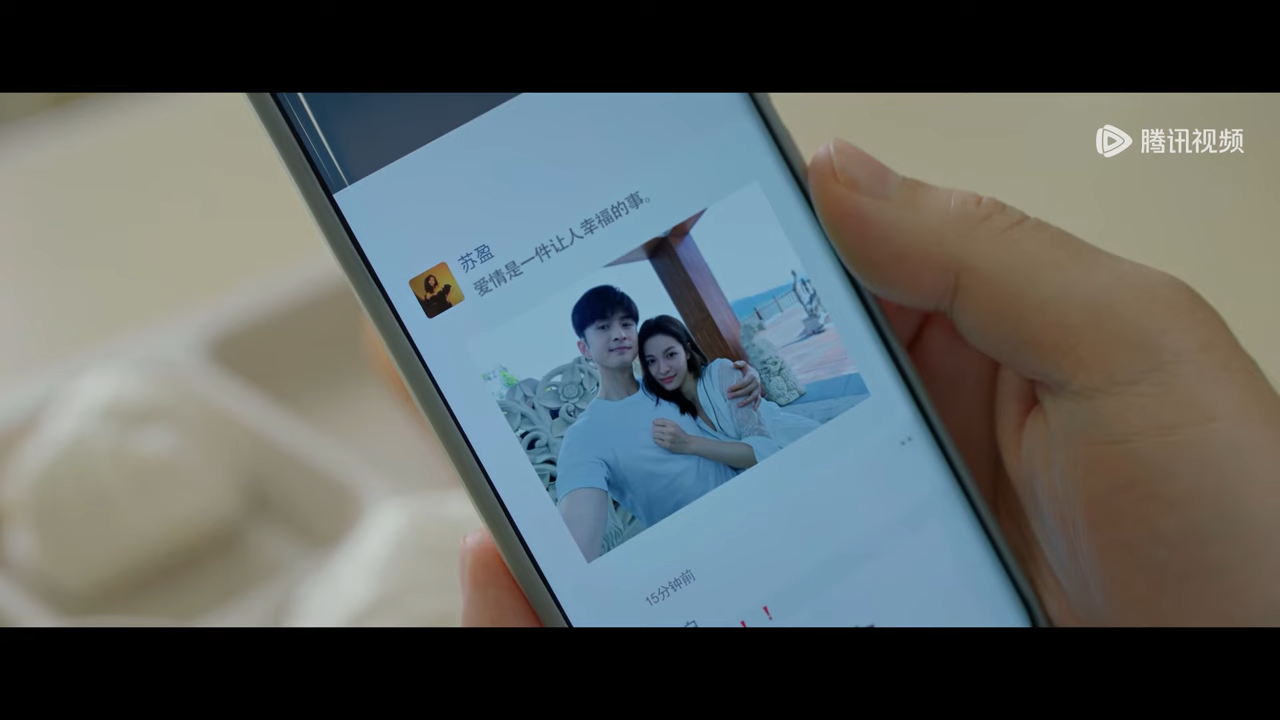 腾讯视频
苏盈
爱情是一件让人幸福的事。
15分钟前
！！